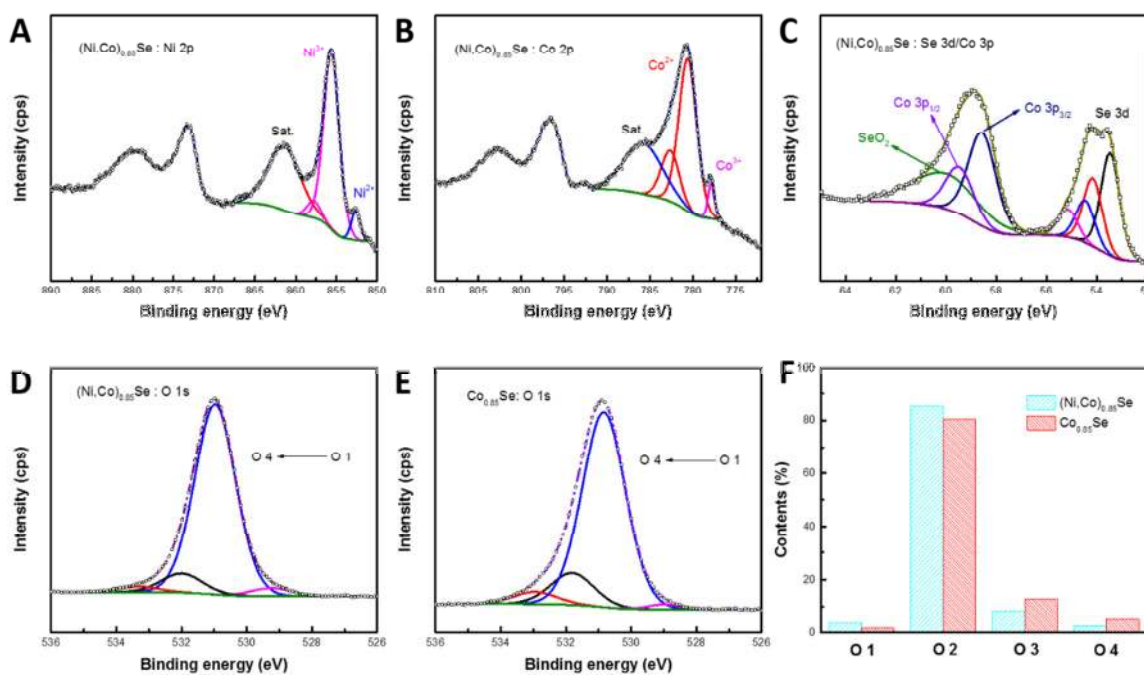 A
(Ni,Co)₀.₈₅Se : Ni 2p
Ni³⁺
Sat.
Ni²⁺
Intensity (cps)
890 885 880 875 870 865 860 855 850
Binding energy (eV)
B
(Ni,Co)₀.₈₅Se : Co 2p
Co²⁺
Sat.
Co³⁺
Intensity (cps)
810 805 800 795 790 785 780 775
Binding energy (eV)
C
(Ni,Co)₀.₈₅Se : Se 3d/Co 3p
Co 3p₁/₂
Co 3p₃/₂
Se 3d
SeO₂
Intensity (cps)
64 62 60 58 56 54
Binding energy (eV)
D
(Ni,Co)₀.₈₅Se : O 1s
O 4 O 1
Intensity (cps)
536 534 532 530 528 526
Binding energy (eV)
E
Co₀.₈₅Se: O 1s
O 4 O 1
Intensity (cps)
536 534 532 530 528 526
Binding energy (eV)
F
(Ni,Co)₀.₈₅Se
Co₀.₈₅Se
Contents (%)
100
80
60
40
20
0
O 1 O 2 O 3 O 4